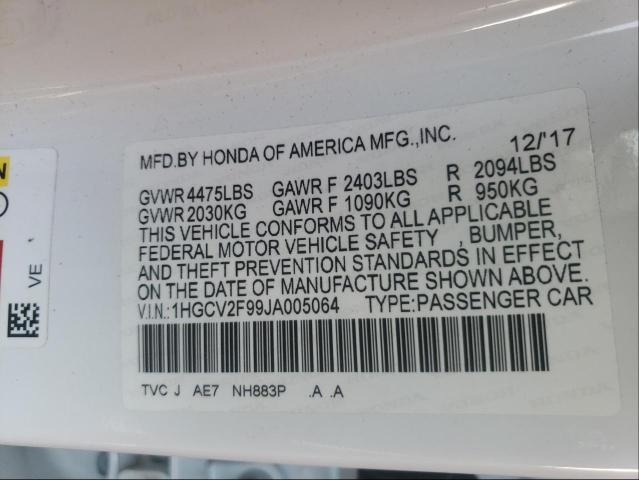 MFD.BY HONDA OF AMERICA MFG.,INC. 12/'17
GVWR 4475LBS GAWR F 2403LBS R 2094LBS
GVWR 2030KG GAWR F 1090KG R 950KG
THIS VEHICLE CONFORMS TO ALL APPLICABLE
FEDERAL MOTOR VEHICLE SAFETY , BUMPER,
AND THEFT PREVENTION STANDARDS IN EFFECT
ON THE DATE OF MANUFACTURE SHOWN ABOVE.
V.I.N.:1HGCV2F99JA005064 TYPE:PASSENGER CAR
TVC J AE7 NH883P .A .A
VE